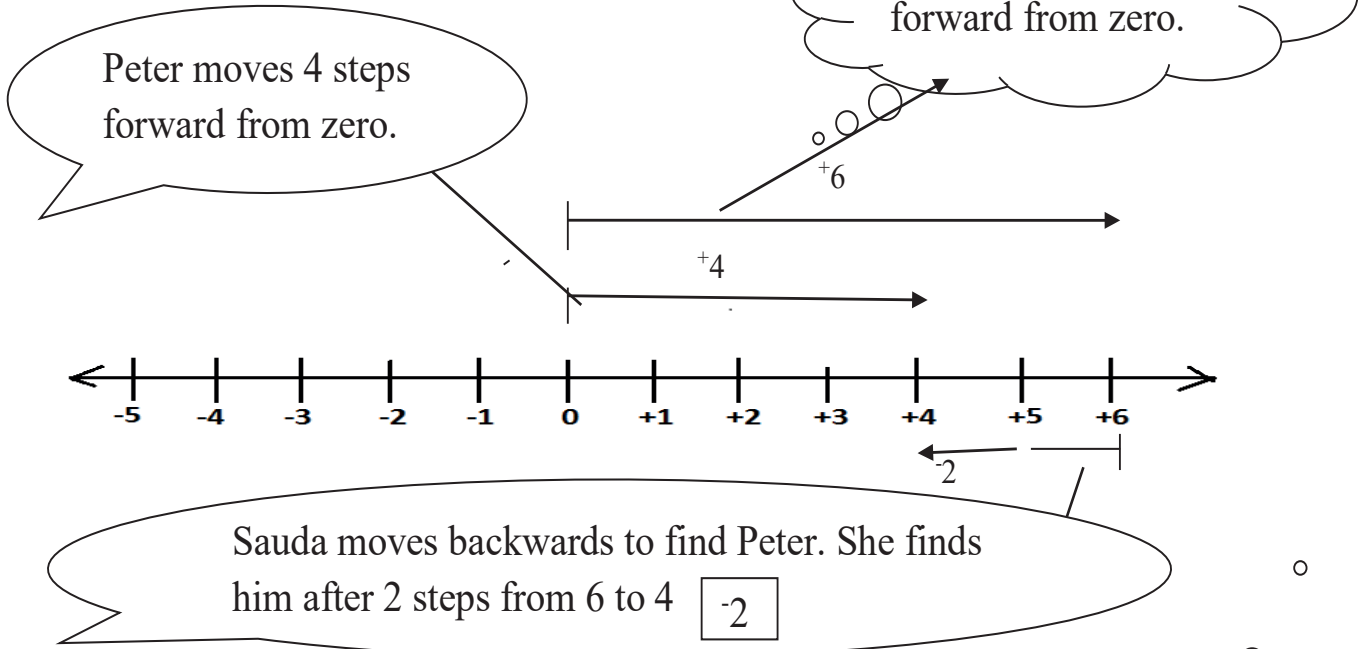 forward from zero.
Peter moves 4 steps
forward from zero.
+6
+4
-5 -4 -3 -2 -1 0 +1 +2 +3 +4 +5 +6
-2
Sauda moves backwards to find Peter. She finds
him after 2 steps from 6 to 4 -2